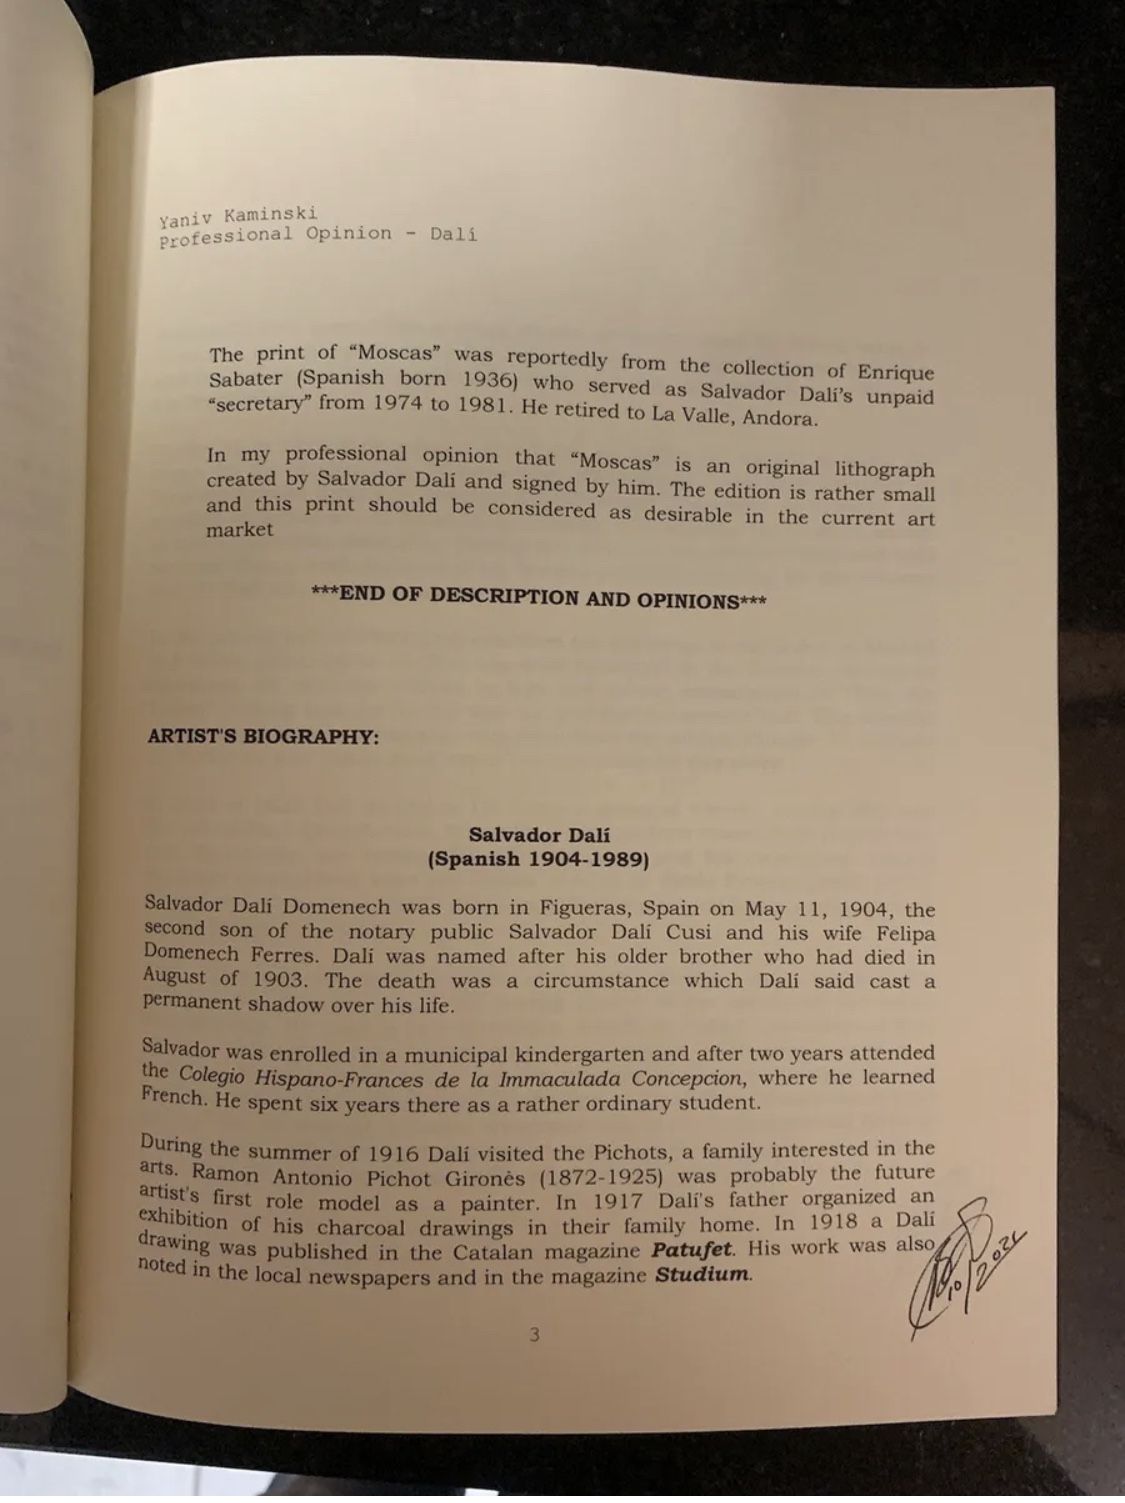 Yaniv Kaminski
Professional Opinion - Dalí
The print of “Moscas” was reportedly from the collection of Enrique
Sabater (Spanish born 1936) who served as Salvador Dalí's unpaid
“secretary” from 1974 to 1981. He retired to La Valle, Andora.
In my professional opinion that “Moscas” is an original lithograph
created by Salvador Dalí and signed by him. The edition is rather small
and this print should be considered as desirable in the current art
market
***END OF DESCRIPTION AND OPINIONS***
ARTIST'S BIOGRAPHY:
Salvador Dalí
(Spanish 1904-1989)
Salvador Dalí Domenech was born in Figueras, Spain on May 11, 1904, the
second son of the notary public Salvador Dalí Cusi and his wife Felipa
Domenech Ferres. Dalí was named after his older brother who had died in
August of 1903. The death was a circumstance which Dalí said cast a
permanent shadow over his life.
Salvador was enrolled in a municipal kindergarten and after two years attended
the Colegio Hispano-Frances de la Immaculada Concepcion, where he learned
French. He spent six years there as a rather ordinary student.
During the summer of 1916 Dalí visited the Pichots, a family interested in the
arts. Ramon Antonio Pichot Gironès (1872-1925) was probably the future
artist's first role model as a painter. In 1917 Dalí's father organized an
exhibition of his charcoal drawings in their family home. In 1918 a Dalí
drawing was published in the Catalan magazine Patufet. His work was also
noted in the local newspapers and in the magazine Studium.
3